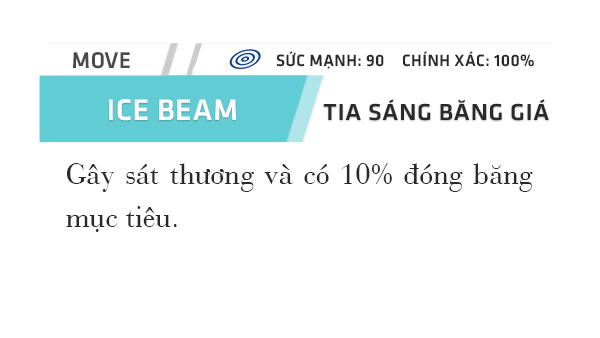 MOVE SỨC MẠNH: 90 CHÍNH XÁC: 100%
ICE BEAM TIA SÁNG BĂNG GIÁ
Gây sát thương và có 10% đóng băng
mục tiêu.